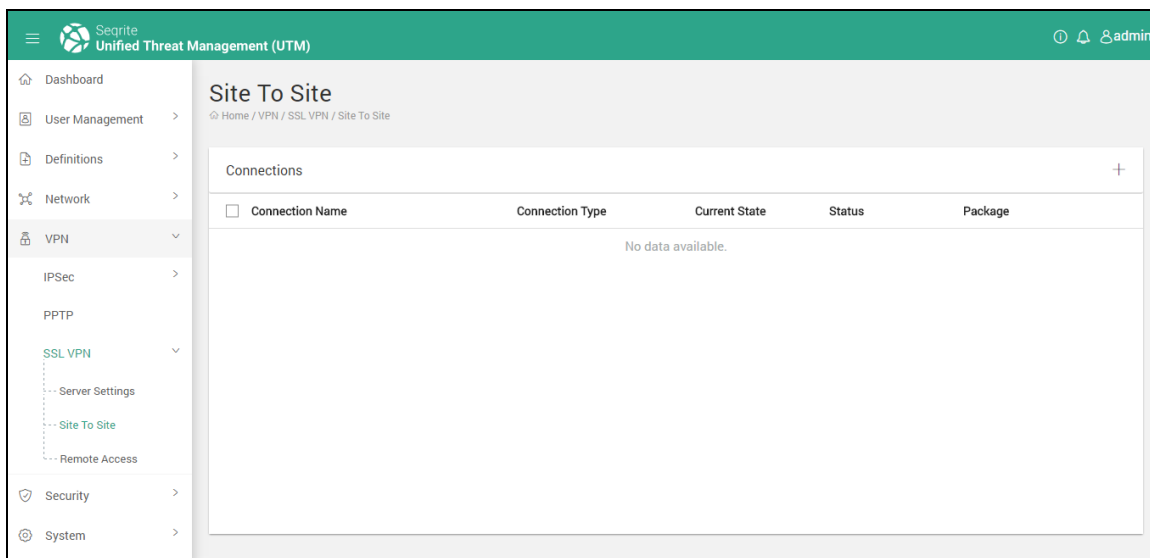 Seqrite
Unified Threat Management (UTM)
admin
Dashboard
User Management
Definitions
Network
VPN
IPSec
PPTP
SSL VPN
Server Settings
Site To Site
Remote Access
Security
System
Site To Site
Home / VPN / SSL VPN / Site To Site
Connections
Connection Name Connection Type Current State Status Package
No data available.